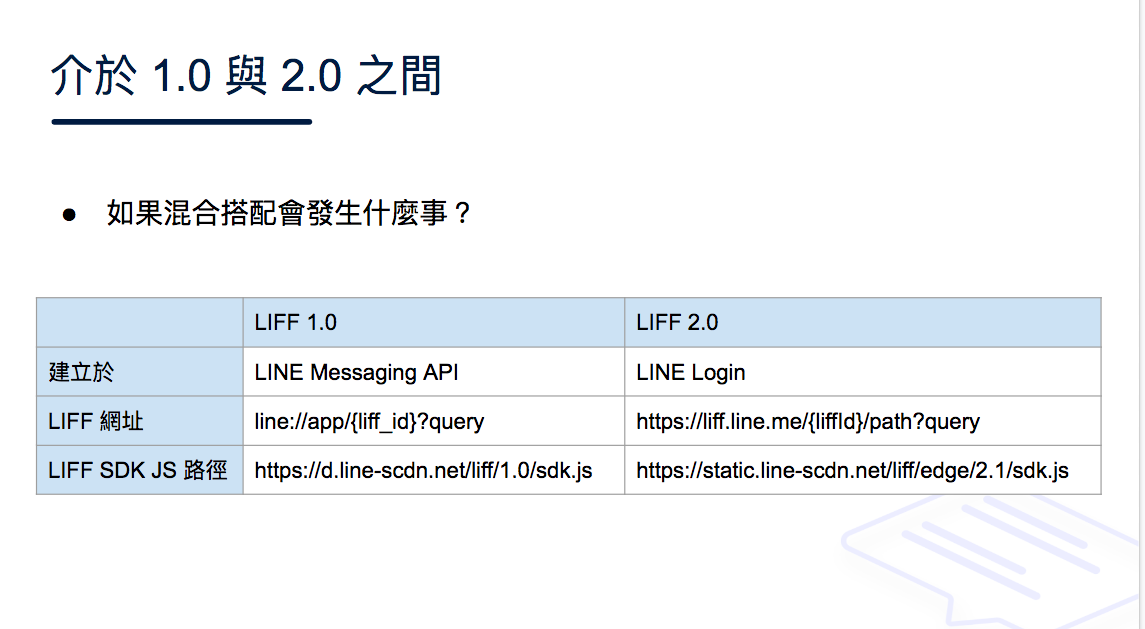 介於 1.0 與 2.0 之間
● 如果混合搭配會發生什麼事？
LIFF 1.0 LIFF 2.0
建立於 LINE Messaging API LINE Login
LIFF 網址 line://app/{liff_id}?query https://liff.line.me/{liffId}/path?query
LIFF SDK JS 路徑 https://d.line-scdn.net/liff/1.0/sdk.js https://static.line-scdn.net/liff/edge/2.1/sdk.js